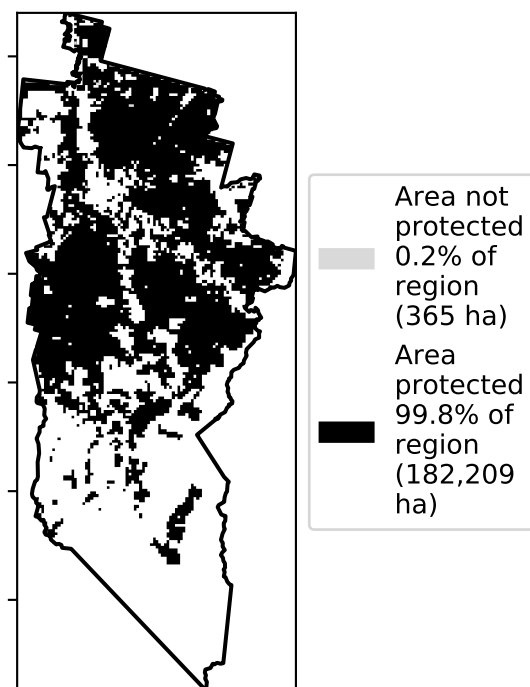 Area not
protected
0.2% of
region
(365 ha)
Area
protected
99.8% of
region
(182,209
ha)